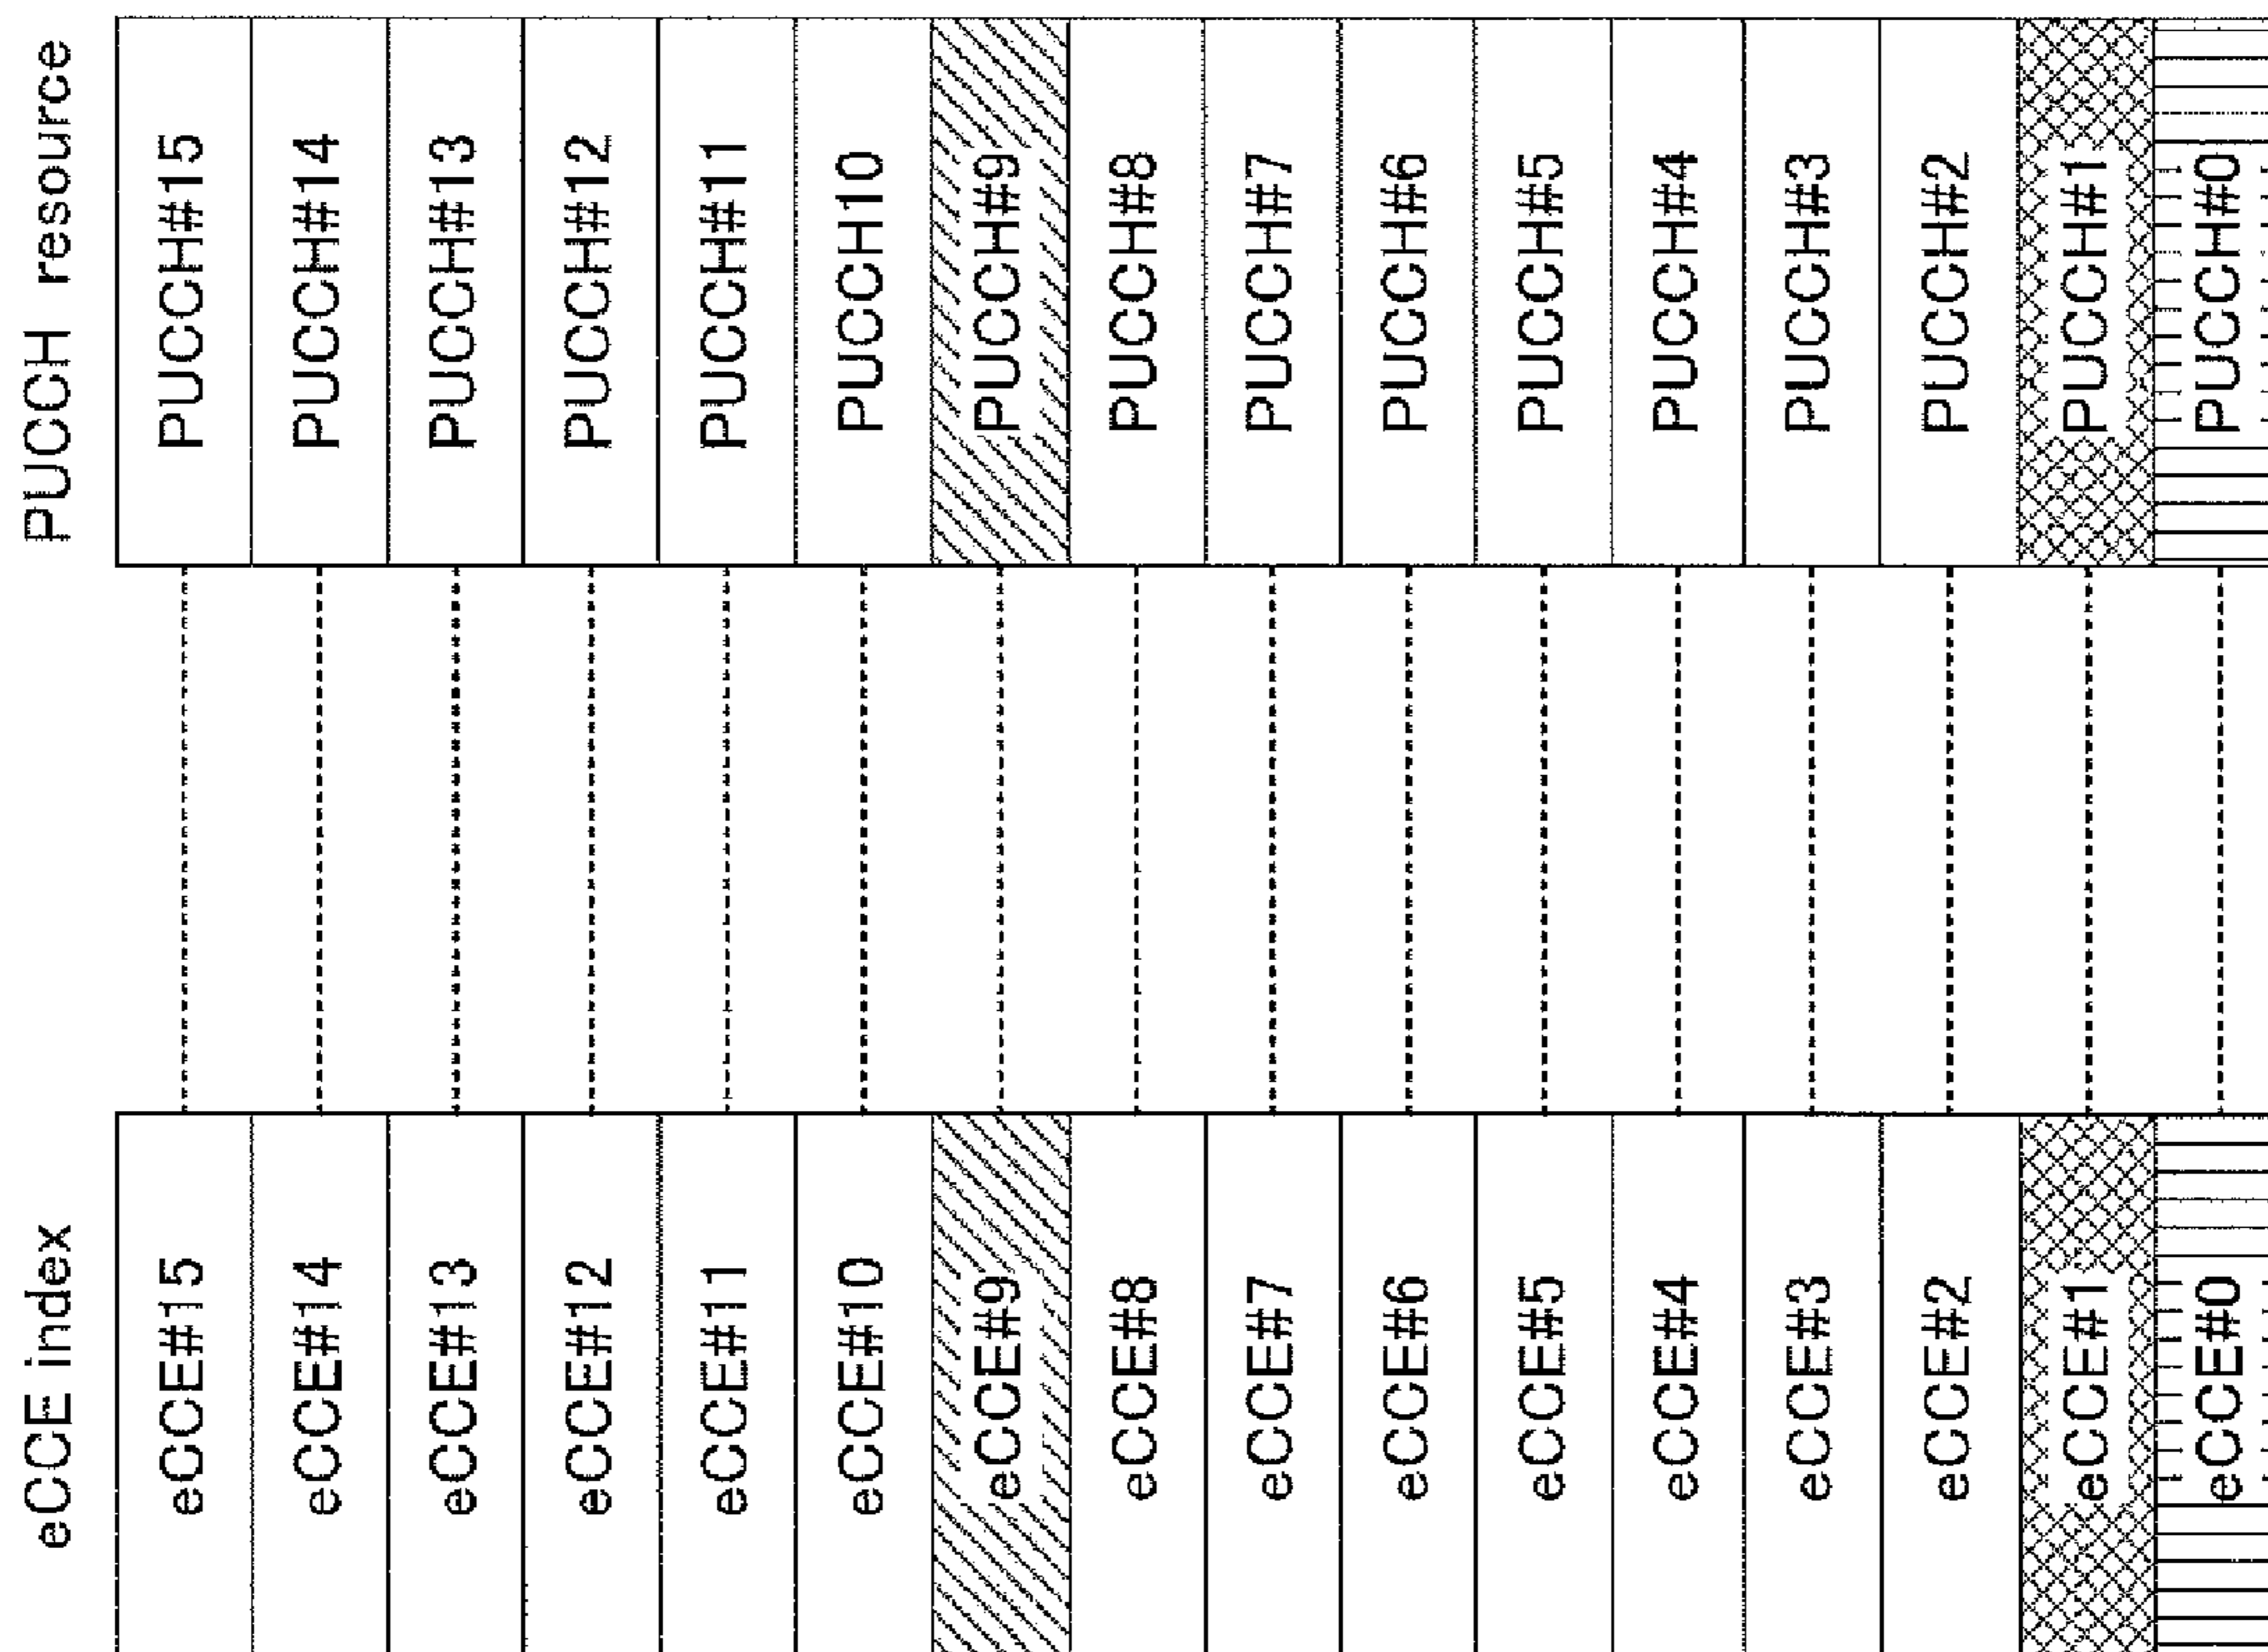 eCCE index
PUCCH resource
eCCE#15
PUCCH#15
eCCE#14
PUCCH#14
eCCE#13
PUCCH#13
eCCE#12
PUCCH#12
eCCE#11
PUCCH#11
eCCE#10
PUCCH10
eCCE#9
PUCCH#9
eCCE#8
PUCCH#8
eCCE#7
PUCCH#7
eCCE#6
PUCCH#6
eCCE#5
PUCCH#5
eCCE#4
PUCCH#4
eCCE#3
PUCCH#3
eCCE#2
PUCCH#2
eCCE#1
PUCCH#1
eCCE#0
PUCCH#0